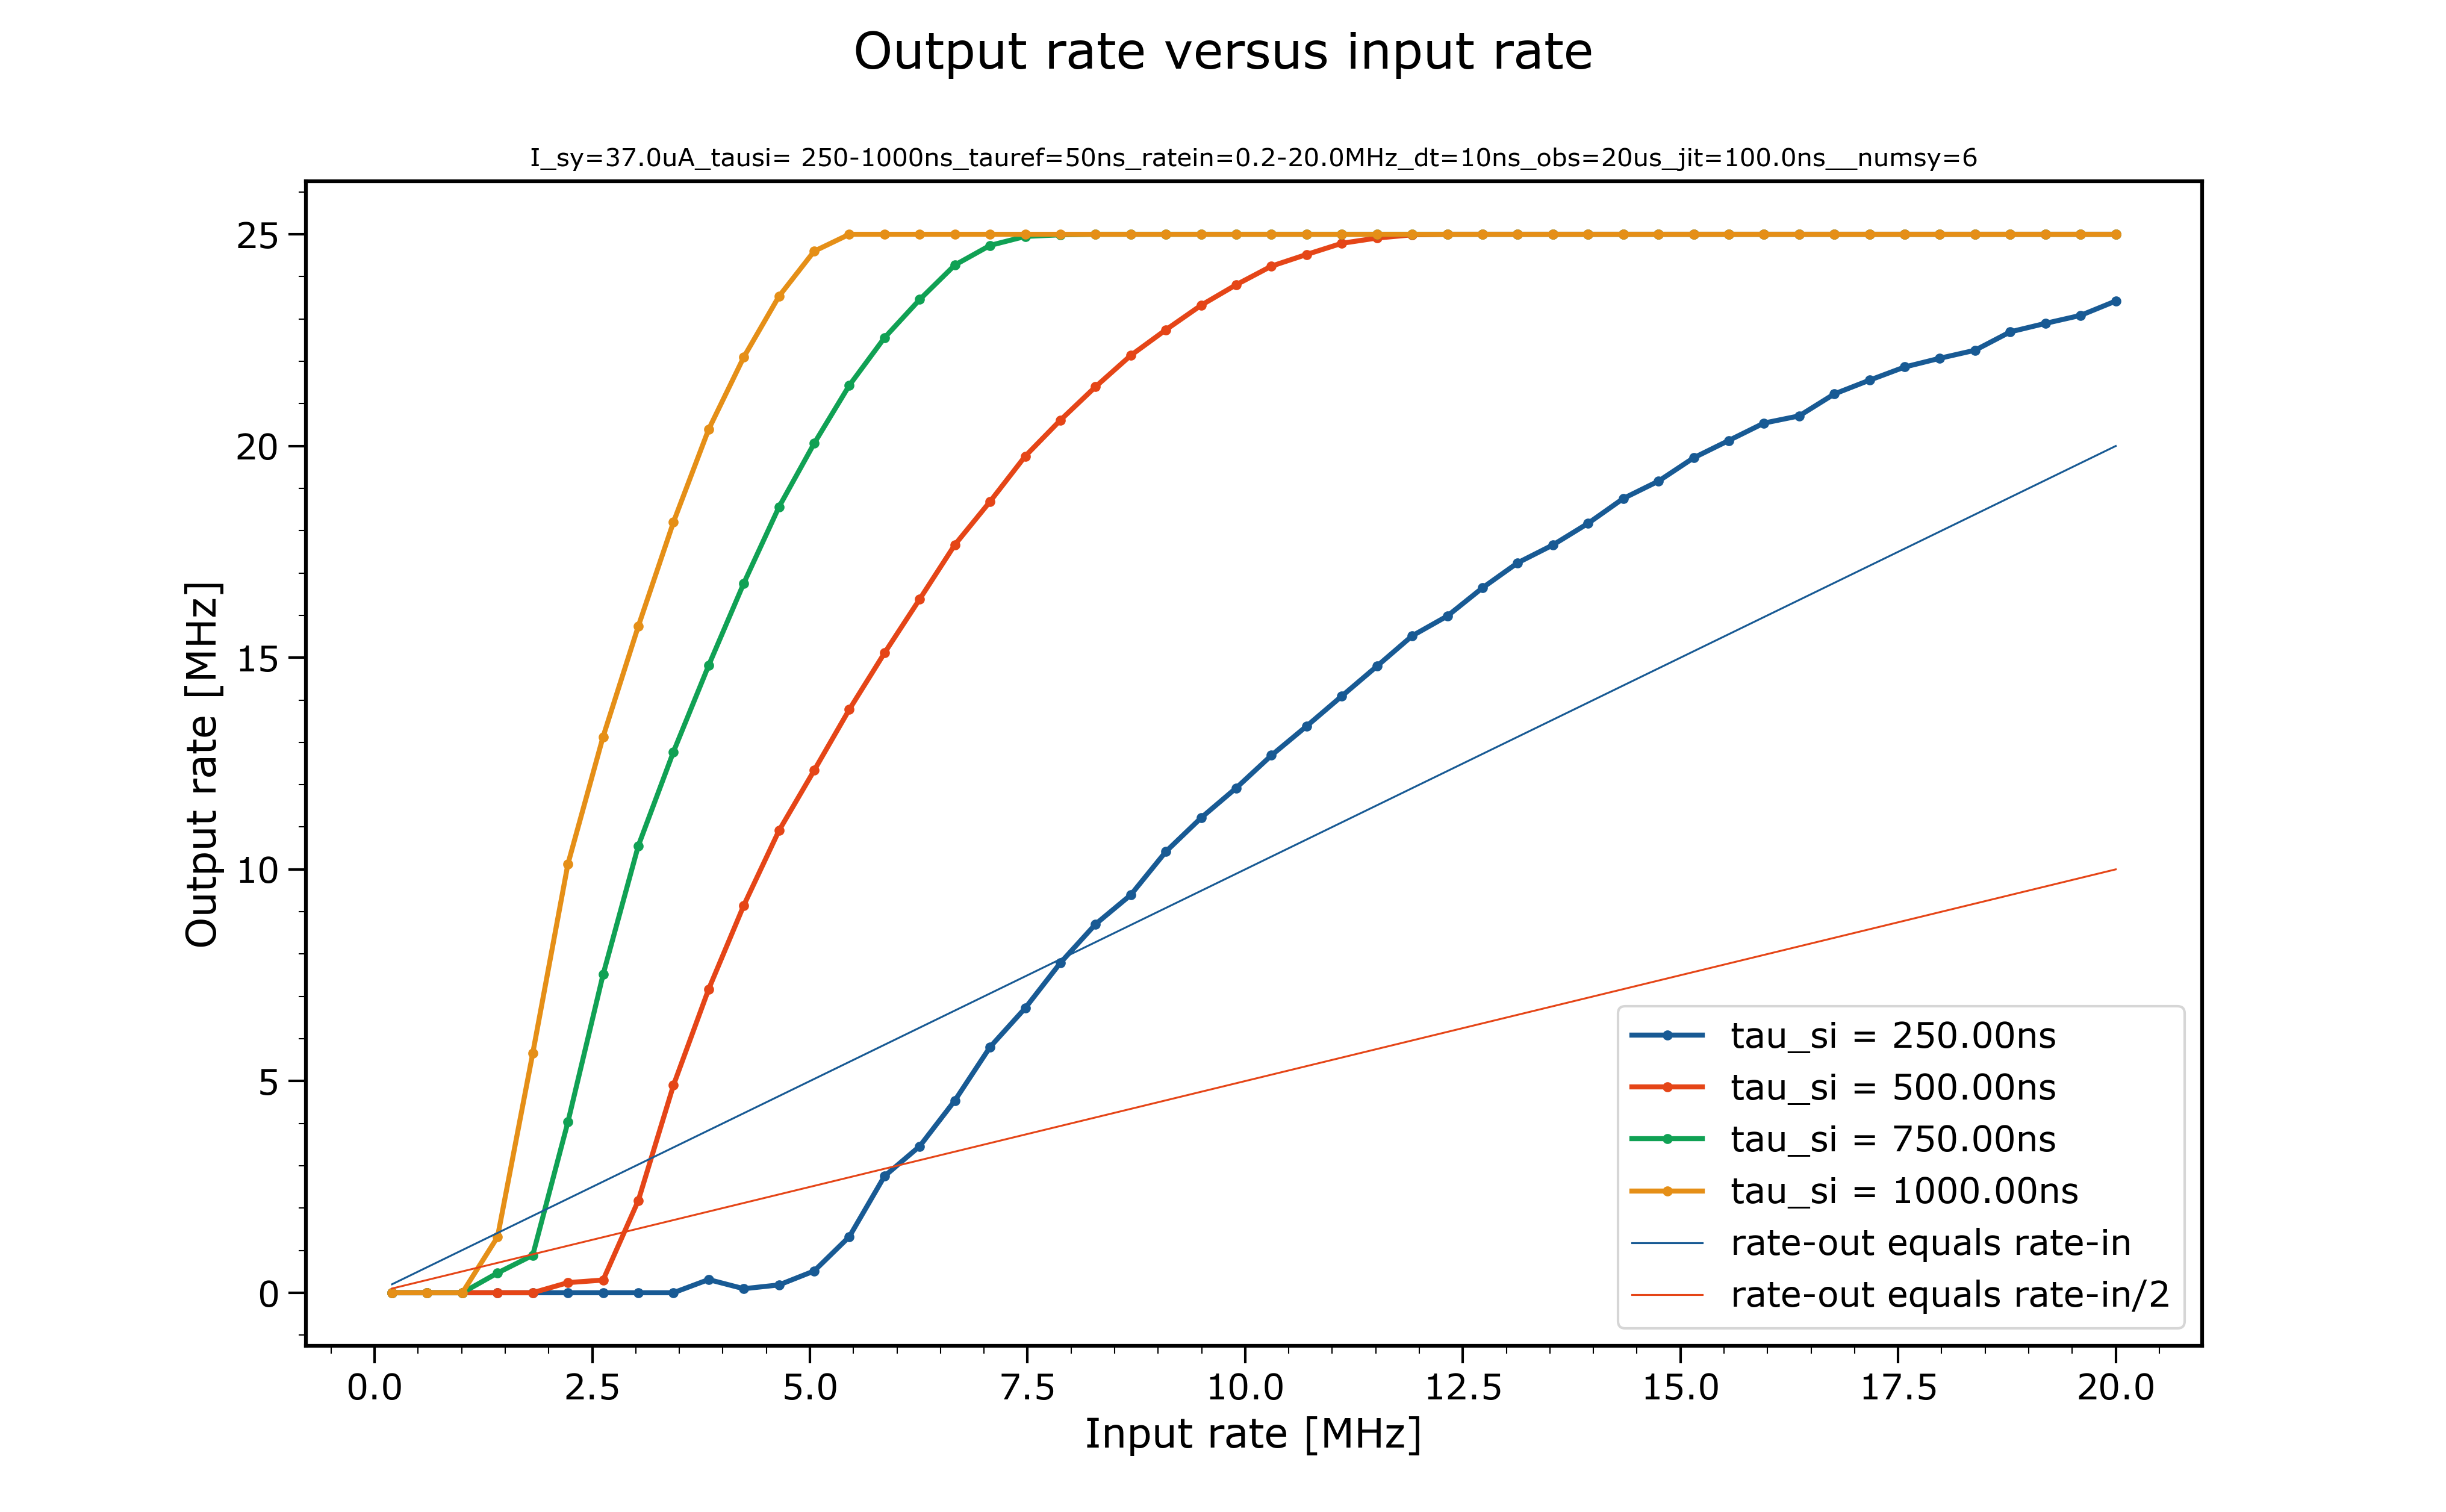 Output rate versus input rate
I_sy=37.0uA_tausi= 250-1000ns_tauref=50ns_ratein=0.2-20.0MHz_dt=10ns_obs=20us_jit=100.0ns__numsy=6
Output rate [MHz]
25
20
15
10
5
0
tau_si = 250.00ns
tau_si = 500.00ns
tau_si = 750.00ns
tau_si = 1000.00ns
rate-out equals rate-in
rate-out equals rate-in/2
0.0 2.5 5.0 7.5 10.0 12.5 15.0 17.5 20.0
Input rate [MHz]